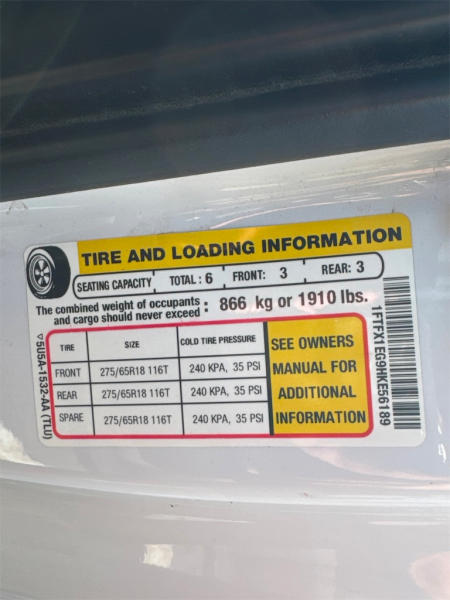 TIRE AND LOADING INFORMATION
SEATING CAPACITY TOTAL: 6 FRONT: 3 REAR: 3
The combined weight of occupants and cargo should never exceed : 866 kg or 1910 lbs.
TIRE SIZE COLD TIRE PRESSURE
FRONT 275/65R18 116T 240 KPA, 35 PSI
REAR 275/65R18 116T 240 KPA, 35 PSI
SPARE 275/65R18 116T 240 KPA, 35 PSI
SEE OWNERS
MANUAL FOR
ADDITIONAL
INFORMATION
5U5A-1532-AA (TLU)
1FTFX1EG9HKE56189